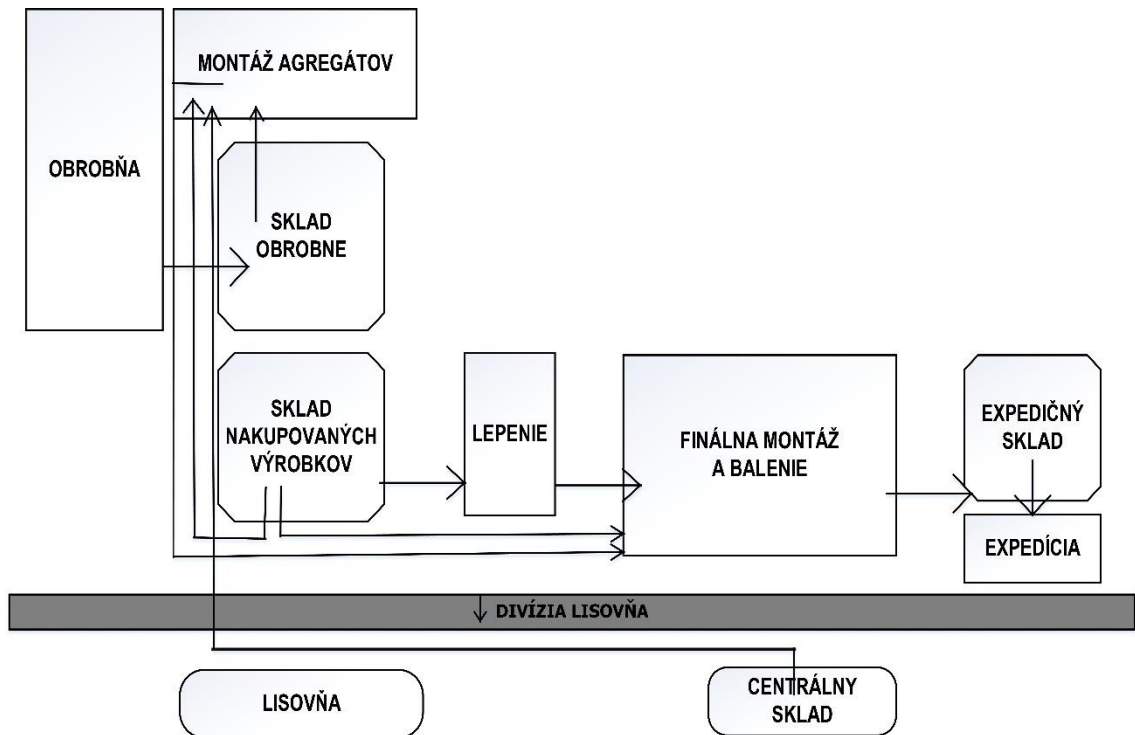 MONTÁŽ AGREGÁTOV
OBROBŇA
SKLAD
OBROBNE
SKLAD
NAKUPOVANÝCH
VÝROBKOV
LEPENIE
FINÁLNA MONTÁŽ
A BALENIE
EXPEDIČNÝ
SKLAD
EXPEDÍCIA
DIVÍZIA LISOVŇA
LISOVŇA
CENTRÁLNY
SKLAD